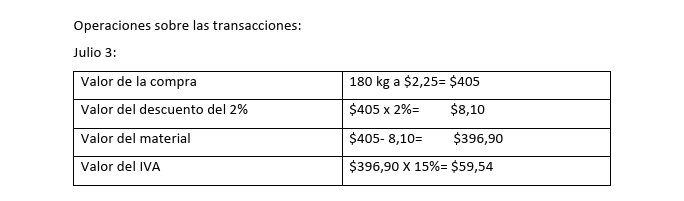 Operaciones sobre las transacciones:
Julio 3:
Valor de la compra 180 kg a $2,25= $405
Valor del descuento del 2% $405 x 2%= $8,10
Valor del material $405- 8,10= $396,90
Valor del IVA $396,90 X 15%= $59,54